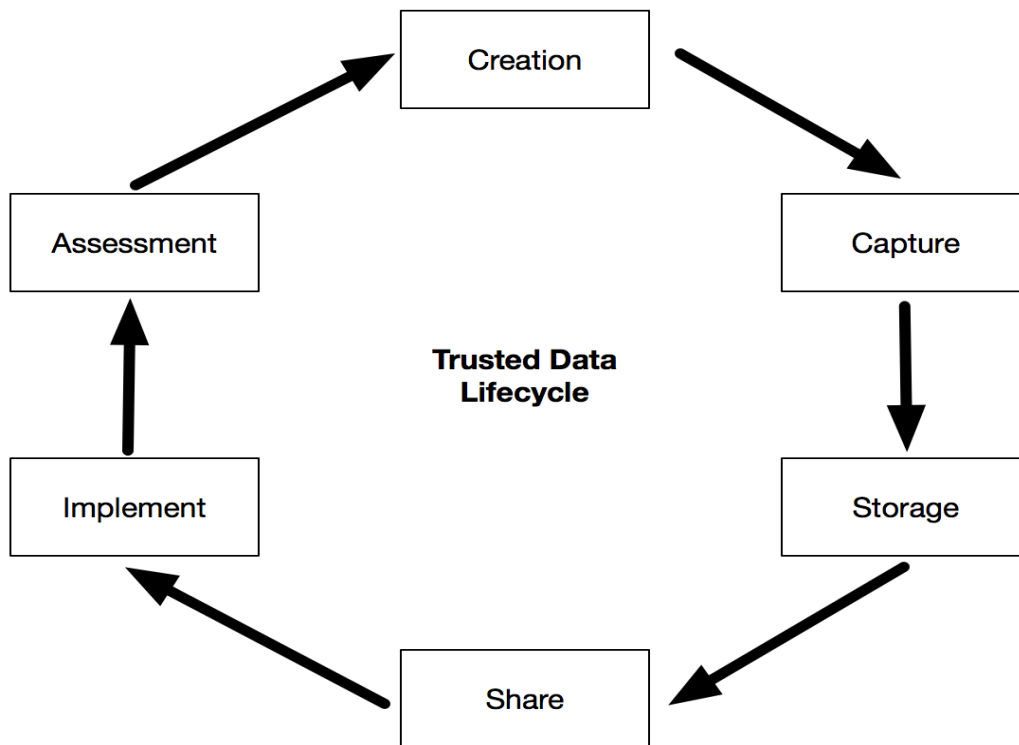 Creation
Assessment
Capture
Trusted Data
Lifecycle
Implement
Storage
Share